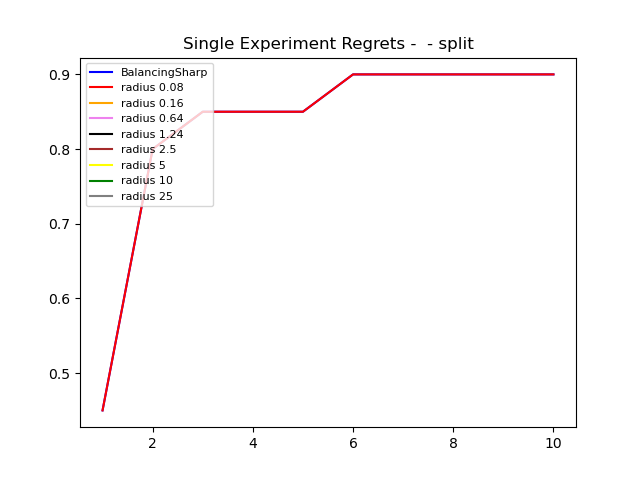 Single Experiment Regrets -  - split
0.9
0.8
0.7
0.6
0.5
BalancingSharp
radius 0.08
radius 0.16
radius 0.64
radius 1.24
radius 2.5
radius 5
radius 10
radius 25
2 4 6 8 10